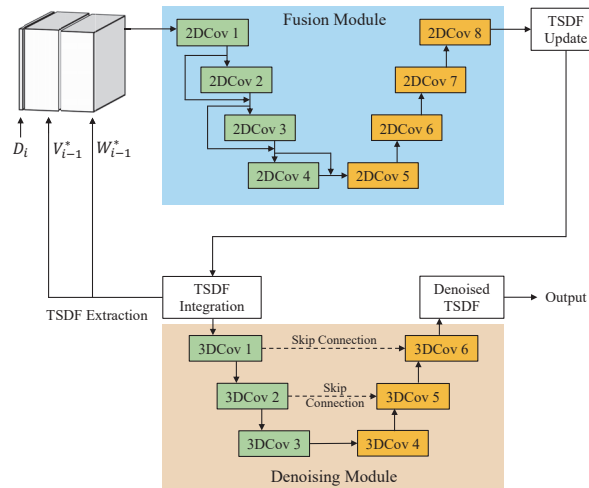 Fusion Module
TSDF
Update
2DCov 1
2DCov 8
2DCov 2
2DCov 7
2DCov 3
2DCov 6
2DCov 4
2DCov 5
D_i
V^*_{i-1}
W^*_{i-1}
TSDF Extraction
TSDF
Integration
Denoised
TSDF
Output
3DCov 1
Skip Connection
3DCov 6
3DCov 2
Skip
Connection
3DCov 5
3DCov 3
3DCov 4
Denoising Module